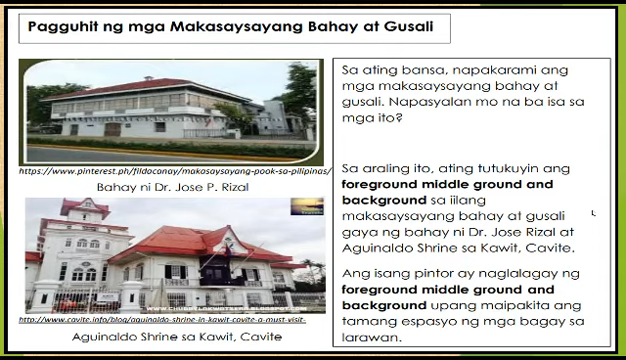 Pagguhit ng mga Makasaysayang Bahay at Gusali
https://www.pinterest.ph/fildaconay/makasaysayang-pook-sa-pilipinas/
Bahay ni Dr. Jose P. Rizal
http://www.cavite.info/blog/aguinaldo-shrine-in-kawit-cavite-a-must-visit-
Aguinaldo Shrine sa Kawit, Cavite
Sa ating bansa, napakarami ang
mga makasaysayang bahay at
gusali. Napasyalan mo na ba isa sa
mga ito?
Sa araling ito, ating tutukuyin ang
foreground middle ground and
background sa iilang
makasaysayang bahay at gusali
gaya ng bahay ni Dr. Jose Rizal at
Aguinaldo Shrine sa Kawit, Cavite.
Ang isang pintor ay naglalagay ng
foreground middle ground and
background upang maipakita ang
tamang espasyo ng mga bagay sa
larawan.